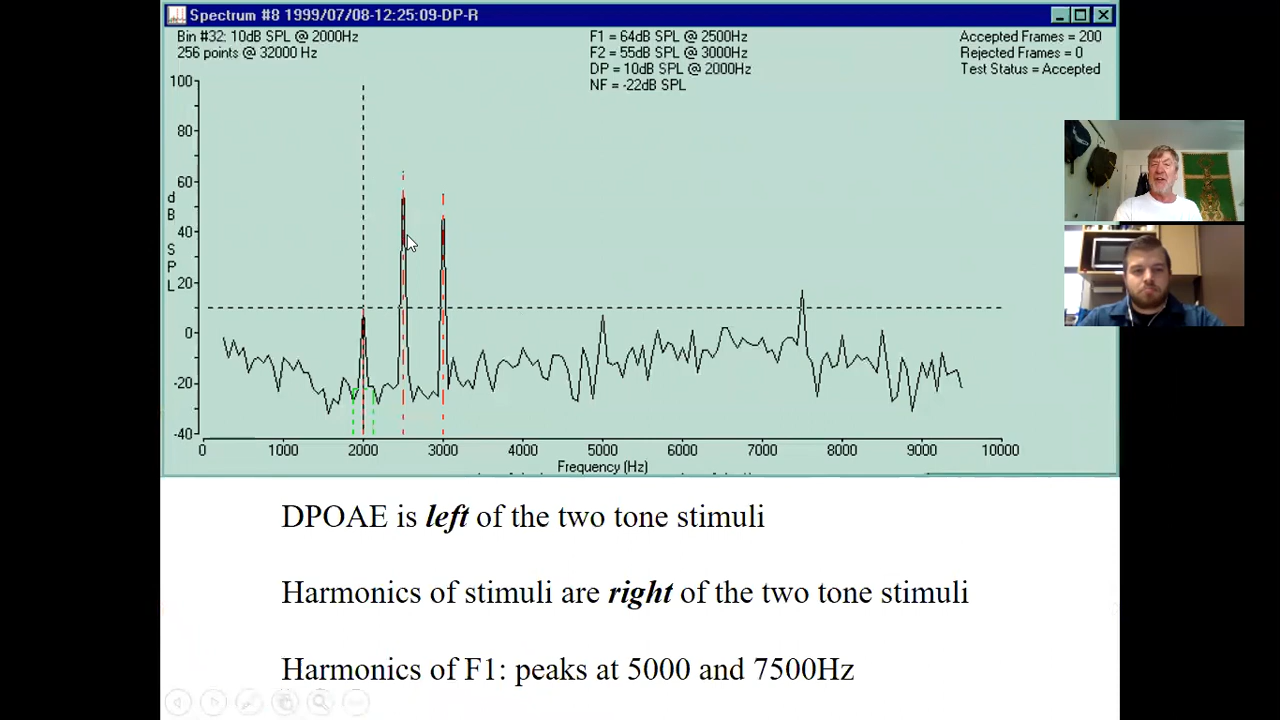 Spectrum #8 1999/07/08-12:25:09-DP-R
Bin #32: 10dB SPL @ 2000Hz
256 points @ 32000 Hz
F1 = 64dB SPL @ 2500Hz
F2 = 55dB SPL @ 3000Hz
DP = 10dB SPL @ 2000Hz
NF = -22dB SPL
Accepted Frames = 200
Rejected Frames = 0
Test Status = Accepted
100
80
60
40
20
0
-20
-40
dB SPL
0 1000 2000 3000 4000 5000 6000 7000 8000 9000 10000
Frequency (Hz)
DPOAE is left of the two tone stimuli
Harmonics of stimuli are right of the two tone stimuli
Harmonics of F1: peaks at 5000 and 7500Hz